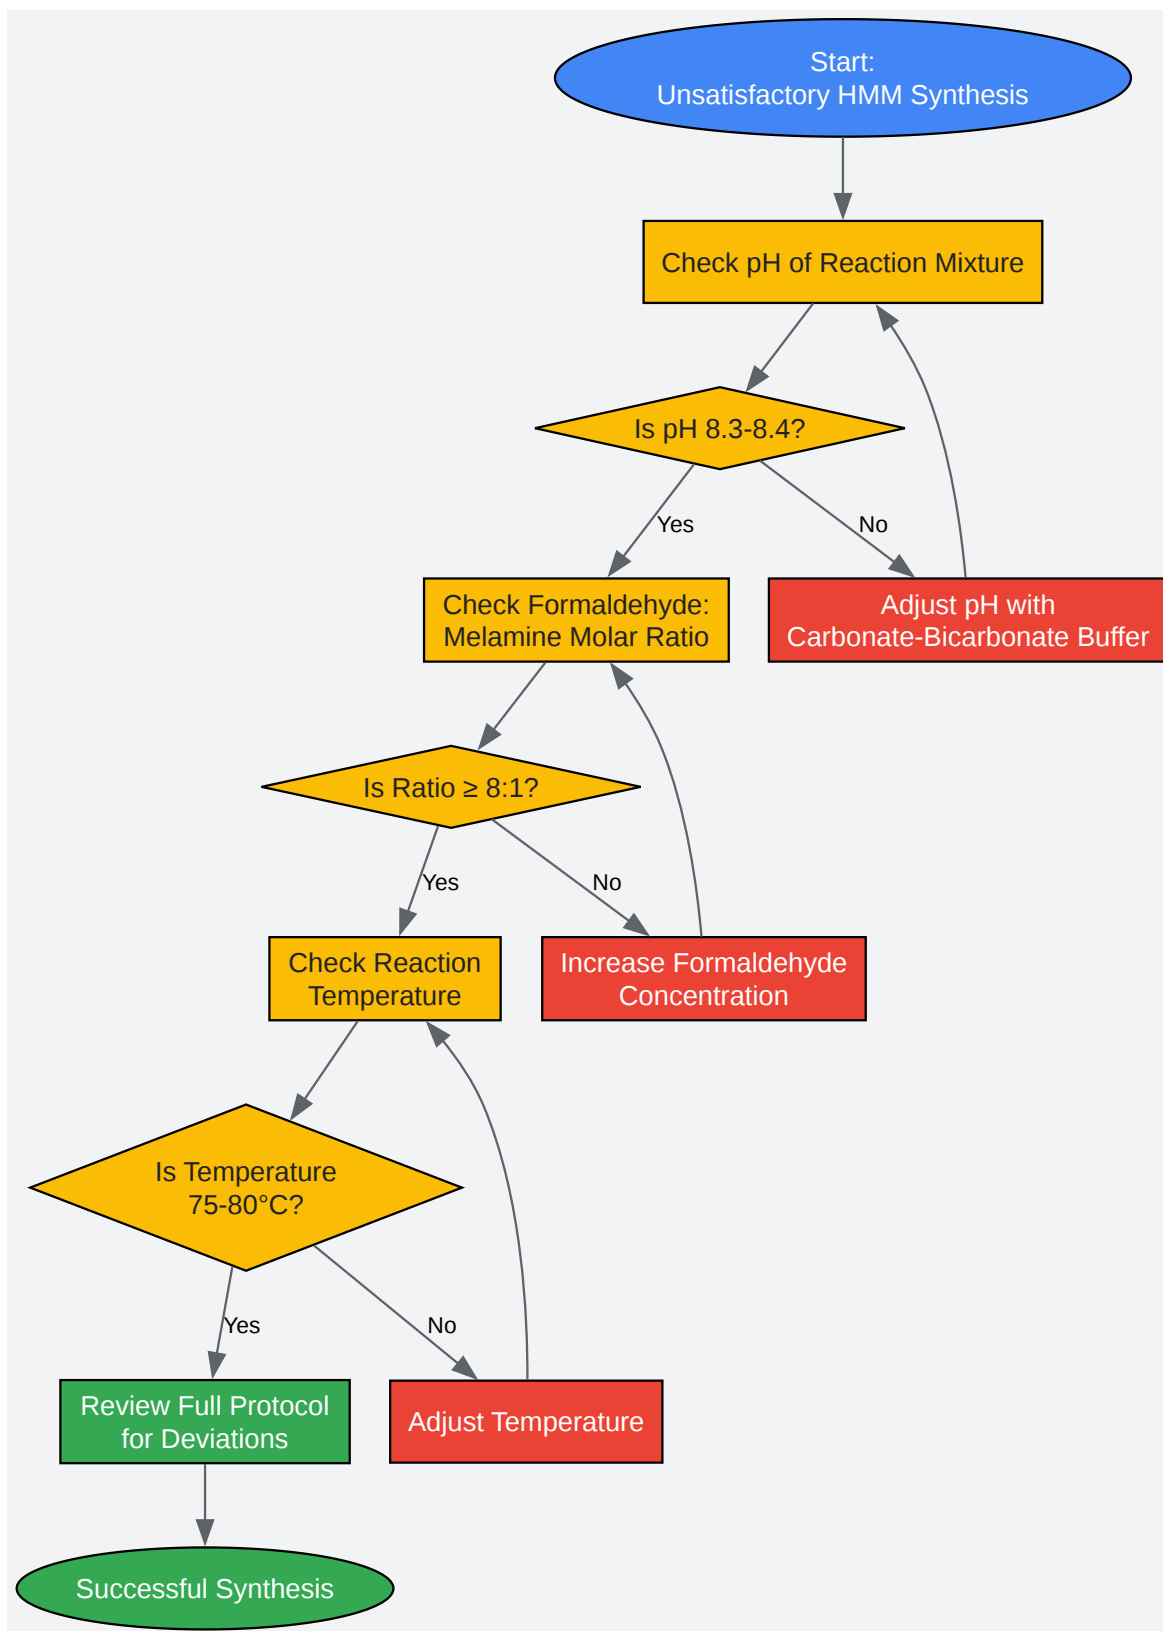 Start:
Unsatisfactory HMM Synthesis
Check pH of Reaction Mixture
Is pH 8.3-8.4?
Yes
No
Check Formaldehyde:
Melamine Molar Ratio
Adjust pH with
Carbonate-Bicarbonate Buffer
Is Ratio ≥ 8:1?
Yes
No
Check Reaction
Temperature
Increase Formaldehyde
Concentration
Is Temperature
75-80°C?
Yes
No
Review Full Protocol
for Deviations
Adjust Temperature
Successful Synthesis